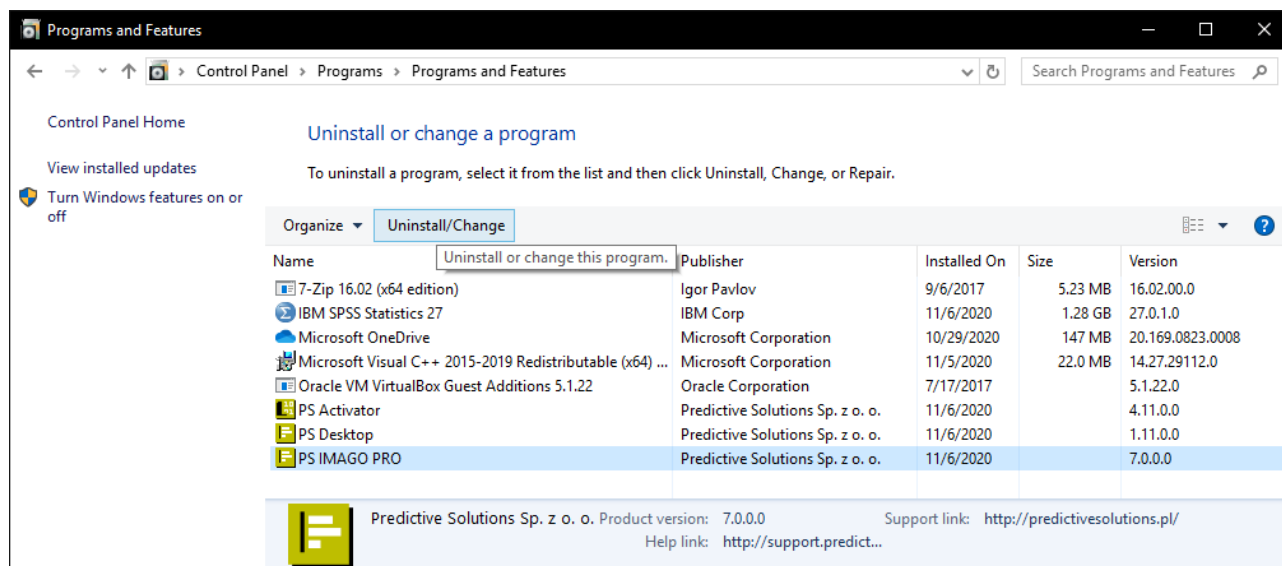 Programs and Features
Control Panel > Programs > Programs and Features
Search Programs and Features
Control Panel Home
View installed updates
Turn Windows features on or
off
Uninstall or change a program
To uninstall a program, select it from the list and then click Uninstall, Change, or Repair.
Organize Uninstall/Change
Uninstall or change this program.
Name Publisher Installed On Size Version
7-Zip 16.02 (x64 edition) Igor Pavlov 9/6/2017 5.23 MB 16.02.00.0
IBM SPSS Statistics 27 IBM Corp 11/6/2020 1.28 GB 27.0.1.0
Microsoft OneDrive Microsoft Corporation 10/29/2020 147 MB 20.169.0823.0008
Microsoft Visual C++ 2015-2019 Redistributable (x64) ... Microsoft Corporation 11/5/2020 22.0 MB 14.27.29112.0
Oracle VM VirtualBox Guest Additions 5.1.22 Oracle Corporation 7/17/2017 5.1.22.0
PS Activator Predictive Solutions Sp. z o. o. 11/6/2020 4.11.0.0
PS Desktop Predictive Solutions Sp. z o. o. 11/6/2020 1.11.0.0
PS IMAGO PRO Predictive Solutions Sp. z o. o. 11/6/2020 7.0.0.0
Predictive Solutions Sp. z o. o. Product version: 7.0.0.0 Support link: http://predictivesolutions.pl/
Help link: http://support.predict...